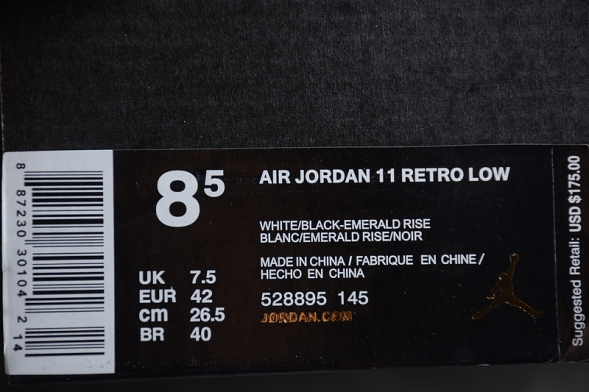 8 87230 30104 2 14
8 5
AIR JORDAN 11 RETRO LOW
WHITE/BLACK-EMERALD RISE
BLANC/EMERALD RISE/NOIR
MADE IN CHINA / FABRIQUE EN CHINE /
HECHO EN CHINA
UK 7.5
EUR 42
cm 26.5
BR 40
528895 145
JORDAN.COM
Suggested Retail: USD $175.00